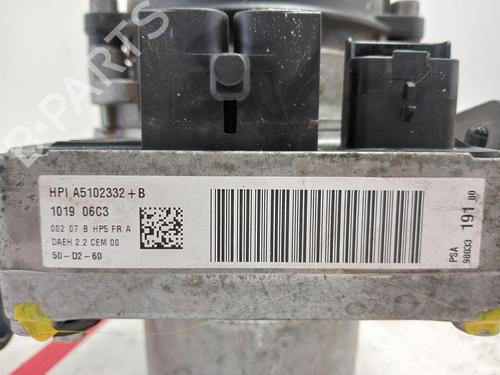 HPI A5102332+B
1019 06C3
002 07 B HP5 FR A
DAEH 2.2 CEM 00
50-D2-60
PSA
98033 191 80
B-PARTS